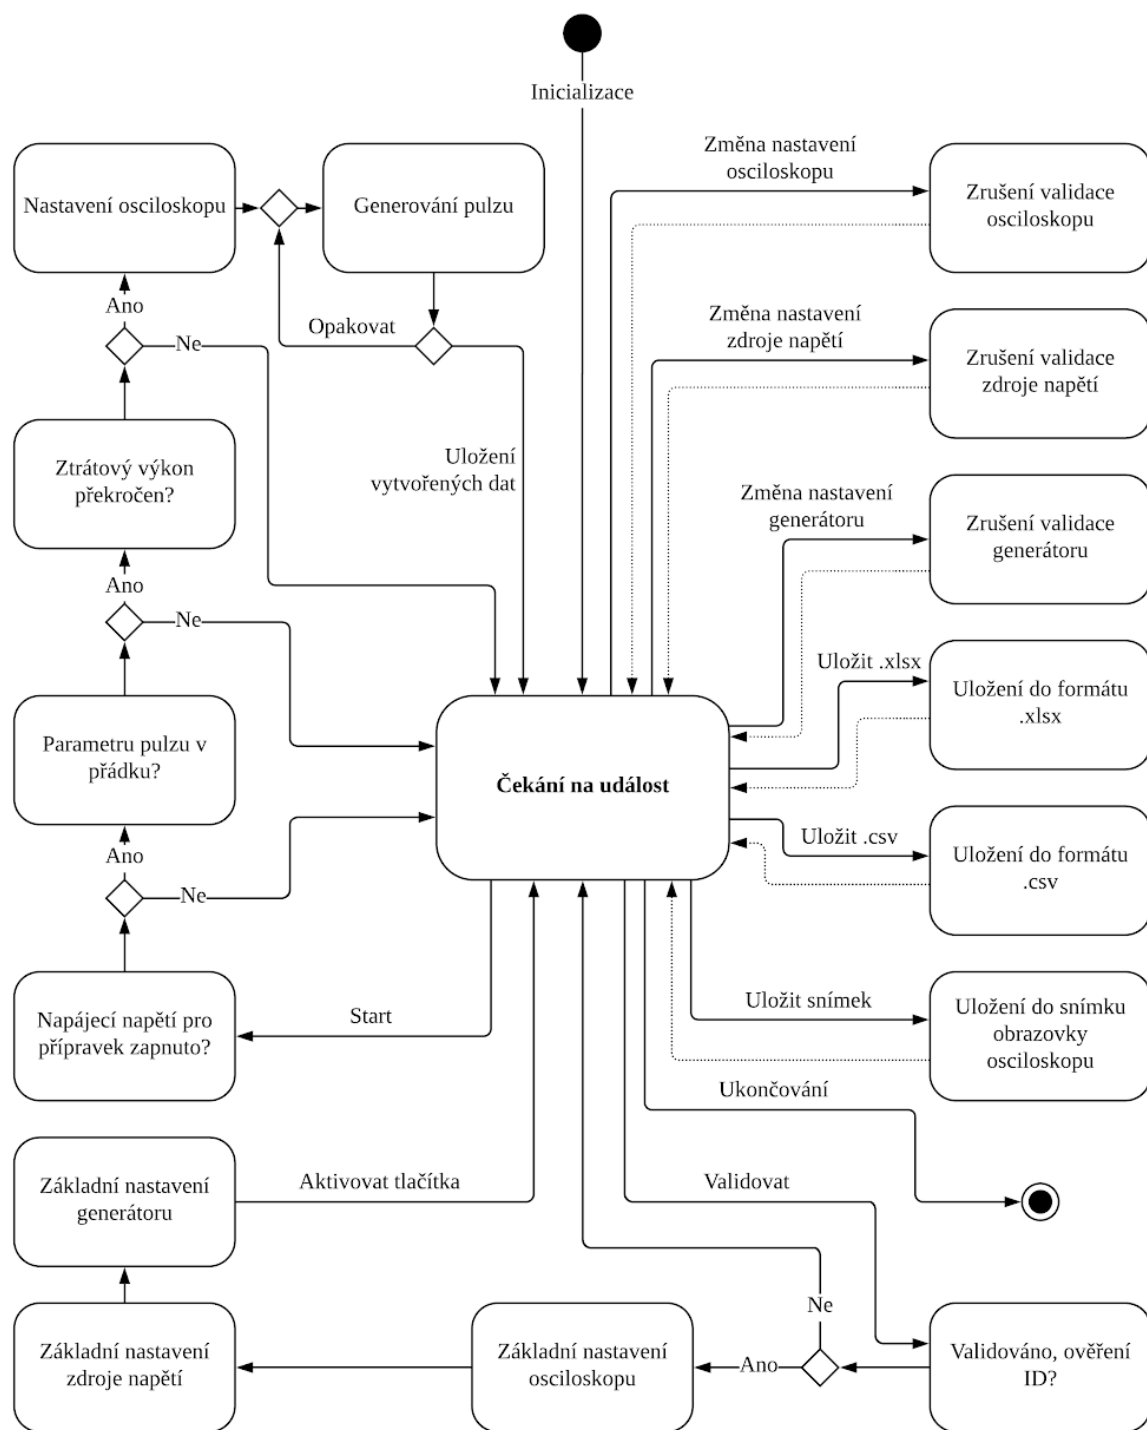 Inicializace
Změna nastavení
osciloskopu
Nastavení osciloskopu
Generování pulzu
Zrušení validace
osciloskopu
Ano
Ne
Opakovat
Změna nastavení
zdroje napětí
Zrušení validace
zdroje napětí
Ztrátový výkon
překročen?
Uložení
vytvořených dat
Změna nastavení
generátoru
Zrušení validace
generátoru
Ano
Ne
Uložit .xlsx
Uložení do formátu
.xlsx
Parametru pulzu v
přádku?
Čekání na událost
Ano
Ne
Uložit .csv
Uložení do formátu
.csv
Napájecí napětí pro
přípravek zapnuto?
Start
Uložit snímek
Uložení do snímku
obrazovky
osciloskopu
Ukončování
Základní nastavení
generátoru
Aktivovat tlačítka
Validovat
Ne
Základní nastavení
zdroje napětí
Základní nastavení
osciloskopu
Ano
Validováno, ověření
ID?